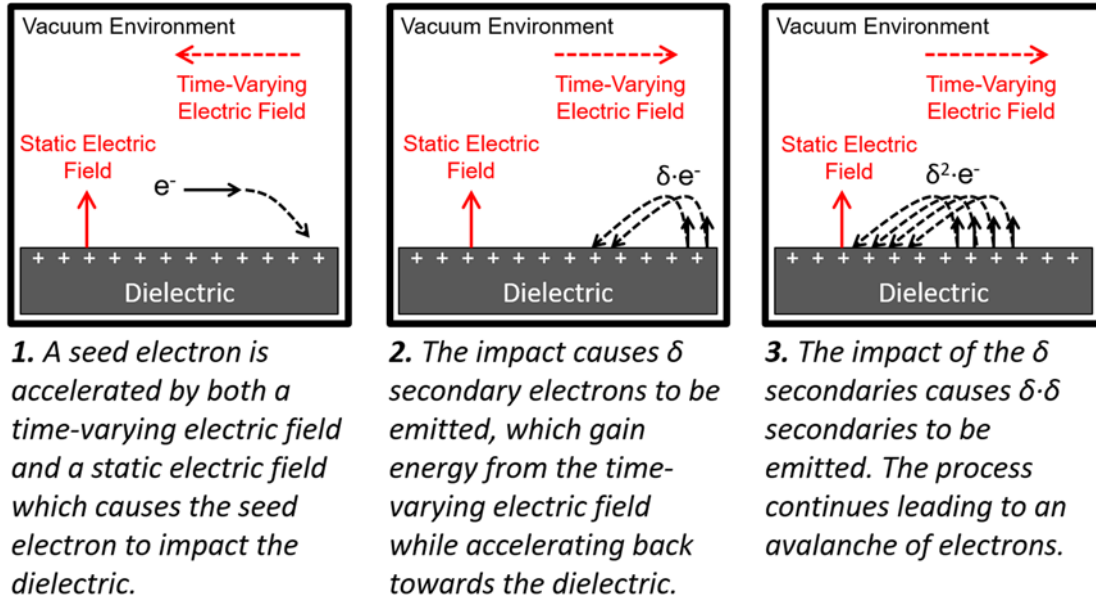 Vacuum Environment
Time-Varying
Electric Field
Static Electric
Field
e-
+ + + + + + + + + + + +
Dielectric
1. A seed electron is
accelerated by both a
time-varying electric field
and a static electric field
which causes the seed
electron to impact the
dielectric.
Vacuum Environment
Time-Varying
Electric Field
Static Electric
Field
δ·e-
+ + + + + + + + + + + +
Dielectric
2. The impact causes δ
secondary electrons to be
emitted, which gain
energy from the time-
varying electric field
while accelerating back
towards the dielectric.
Vacuum Environment
Time-Varying
Electric Field
Static Electric
Field
δ²·e-
+ + + + + + + + + + + +
Dielectric
3. The impact of the δ
secondaries causes δ·δ
secondaries to be
emitted. The process
continues leading to an
avalanche of electrons.